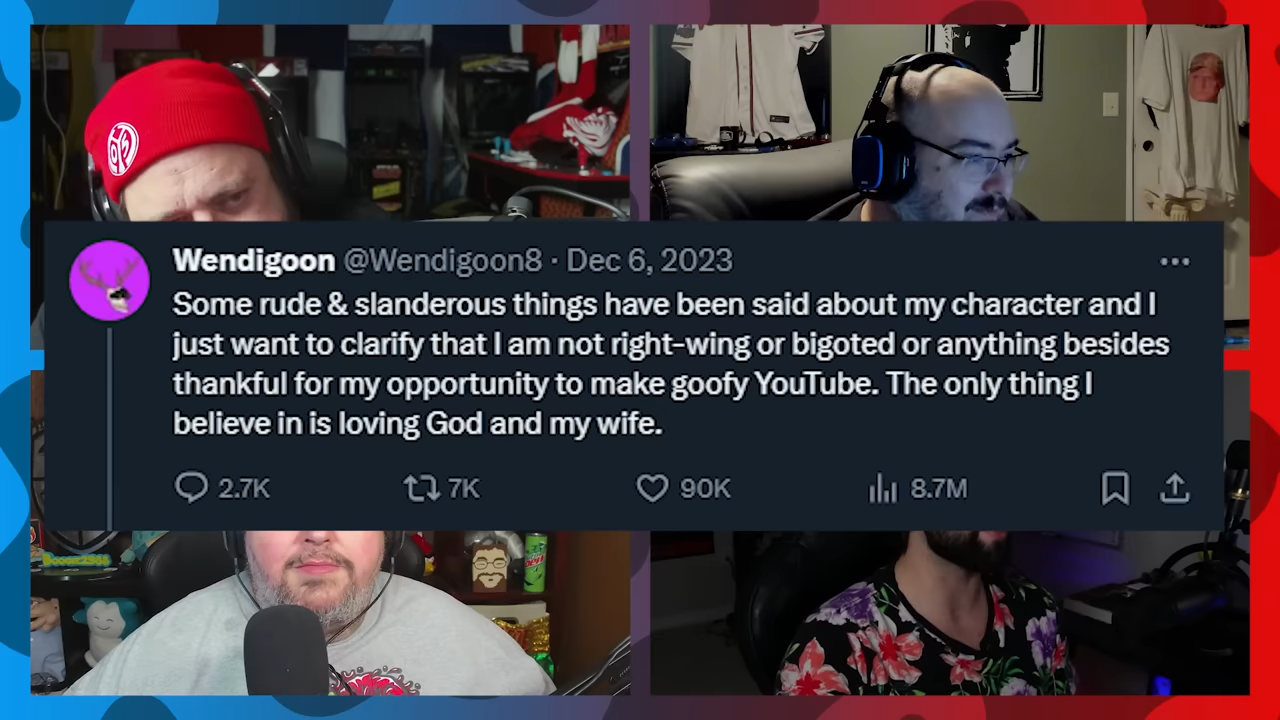 Wendigoon @Wendigoon8 · Dec 6, 2023
Some rude & slanderous things have been said about my character and I
just want to clarify that I am not right-wing or bigoted or anything besides
thankful for my opportunity to make goofy YouTube. The only thing I
believe in is loving God and my wife.
2.7K 7K 90K 8.7M